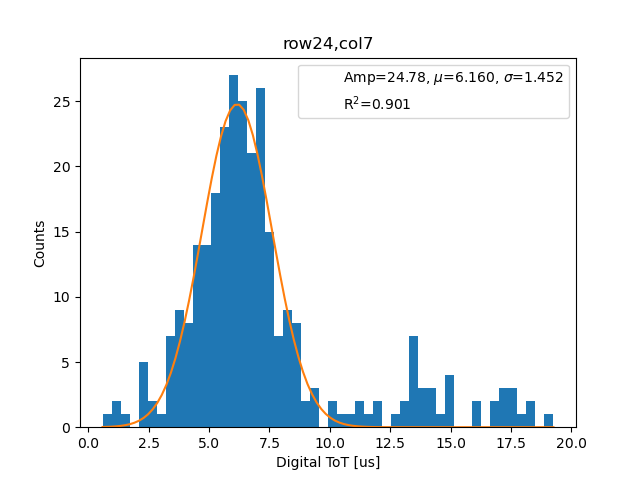 row24,col7
Amp=24.78, μ=6.160, σ=1.452
R²=0.901
Counts
25
20
15
10
5
0
0.0 2.5 5.0 7.5 10.0 12.5 15.0 17.5 20.0
Digital ToT [us]